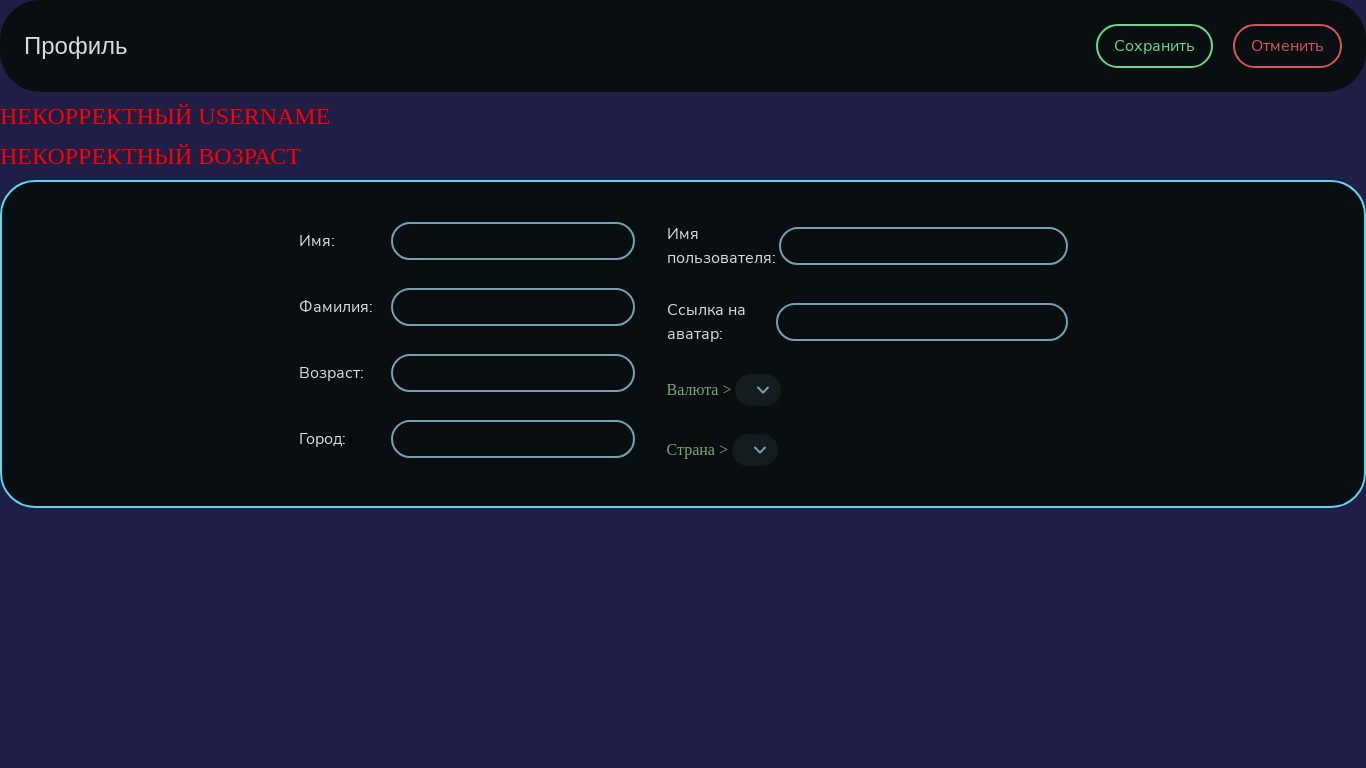 Профиль
Сохранить
Отменить
НЕКОРРЕКТНЫЙ USERNAME
НЕКОРРЕКТНЫЙ ВОЗРАСТ
Имя:
Фамилия:
Возраст:
Город:
Имя
пользователя:
Ссылка на
аватар:
Валюта >
Страна >